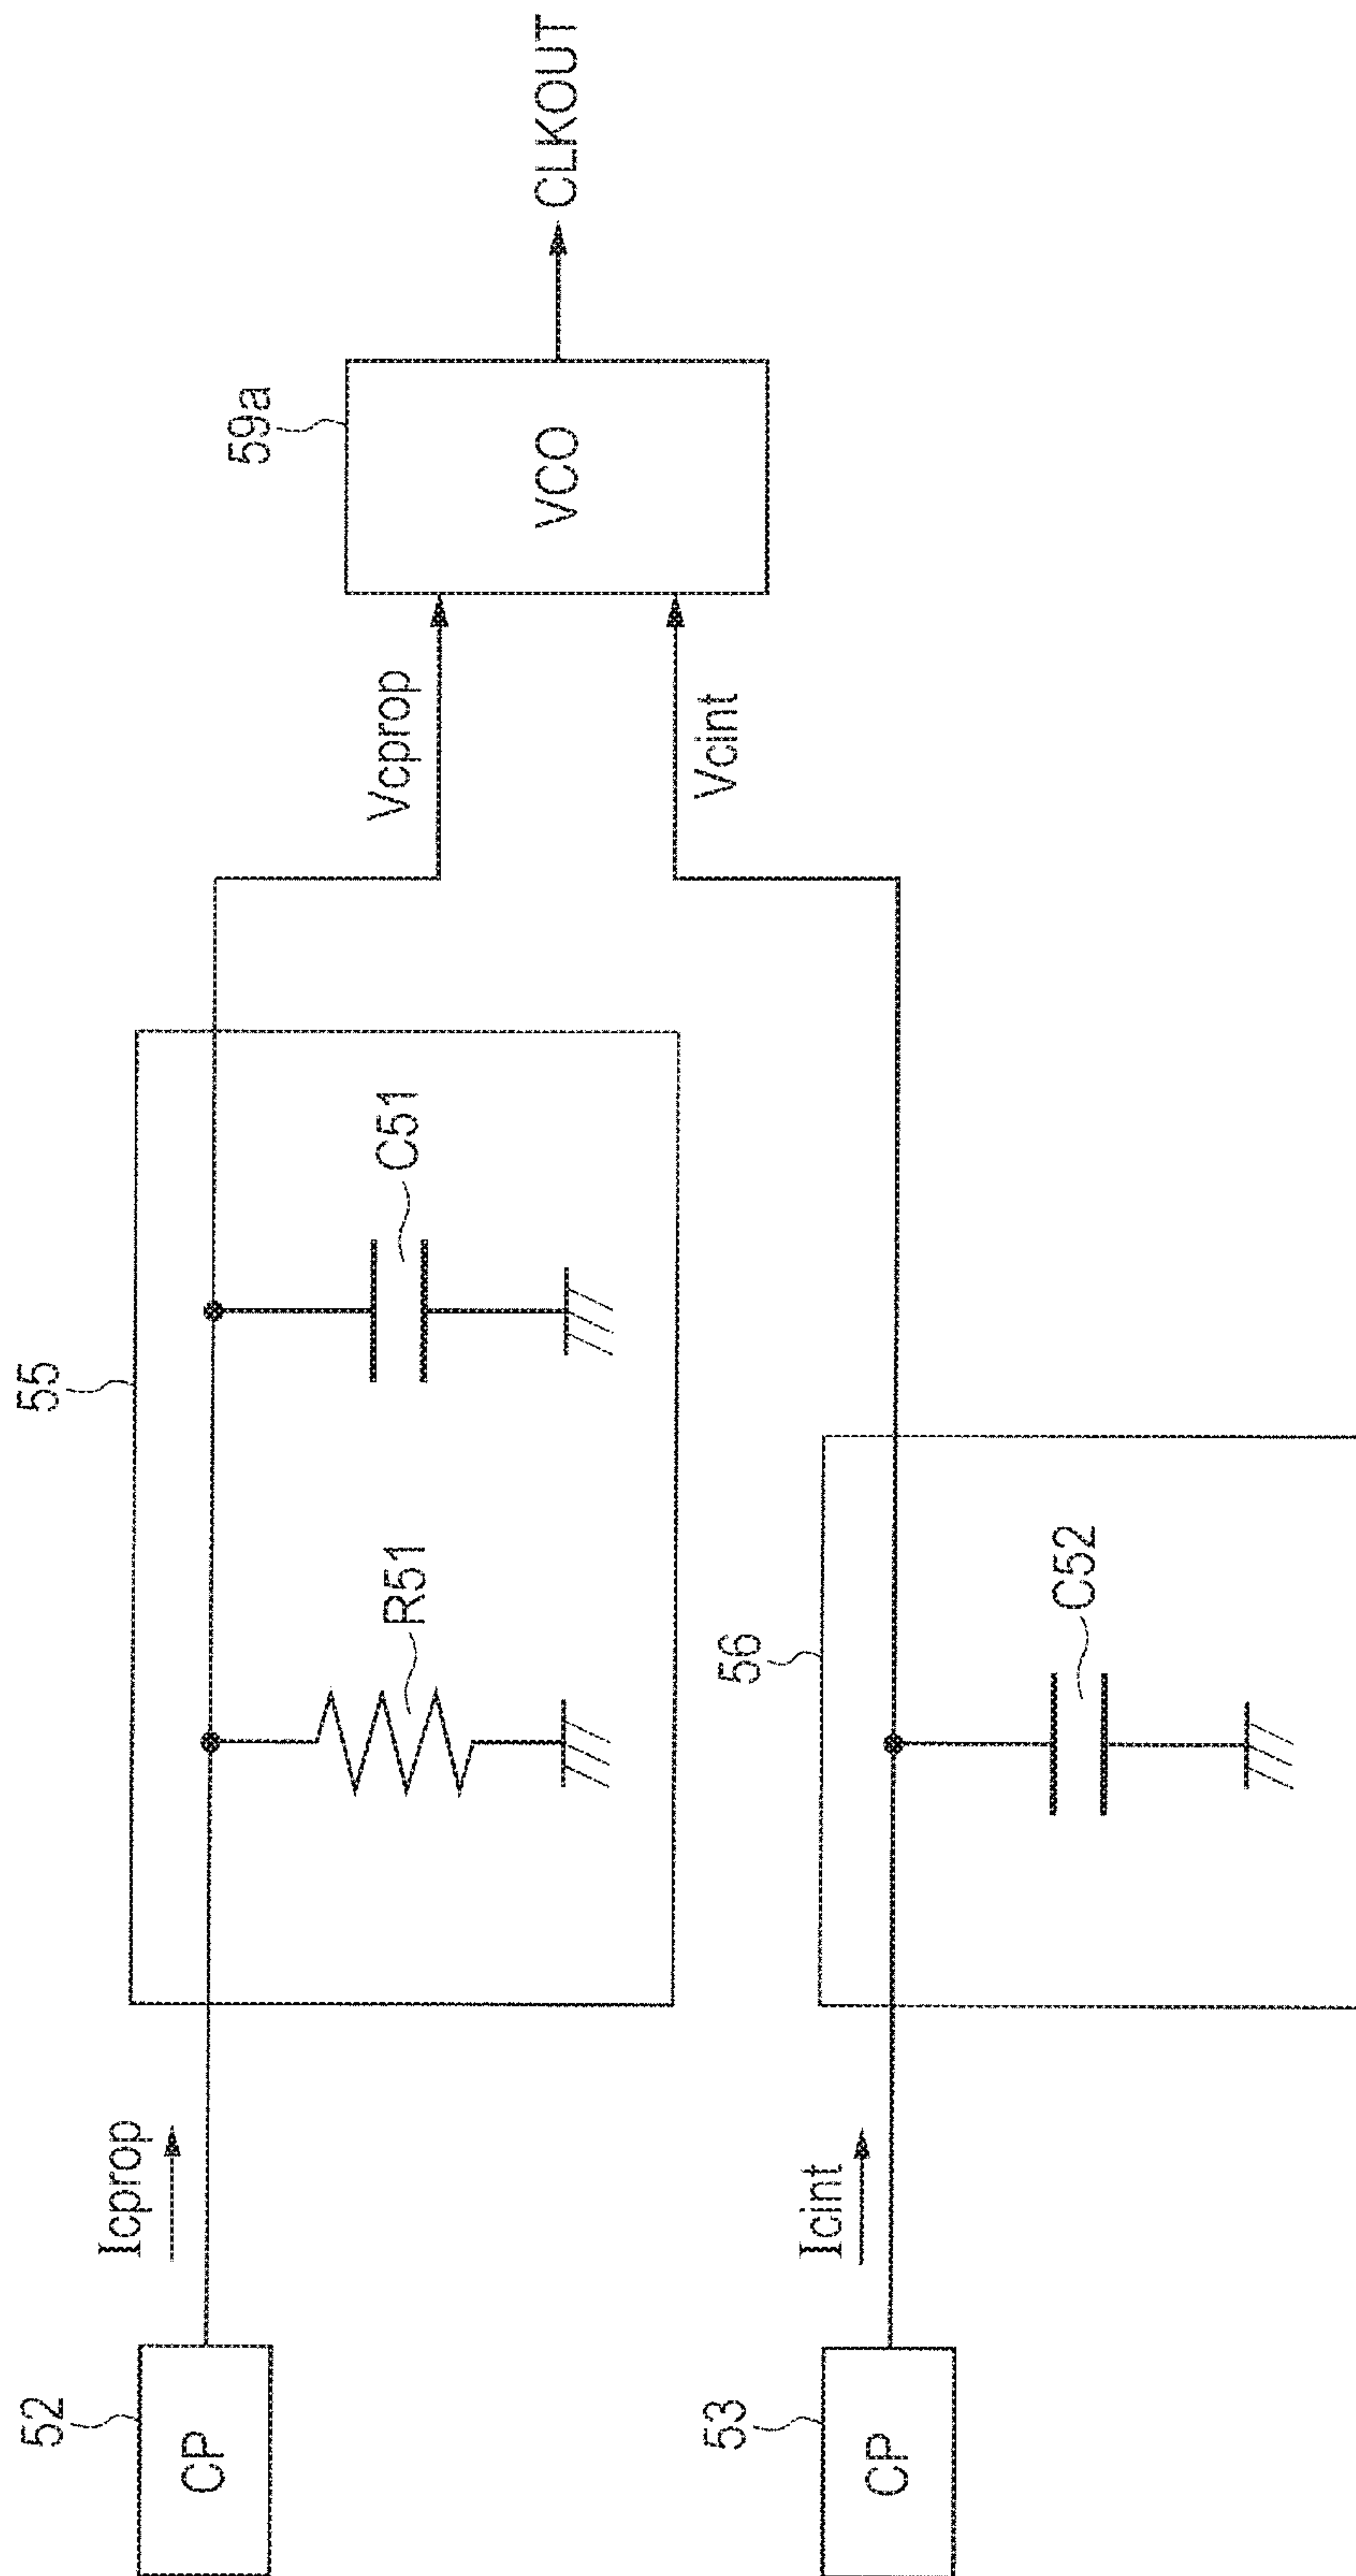 52
CP
Icprop
55
R51
C51
Vcprop
59a
VCO
CLKOUT
53
CP
Icint
56
C52
Vcint